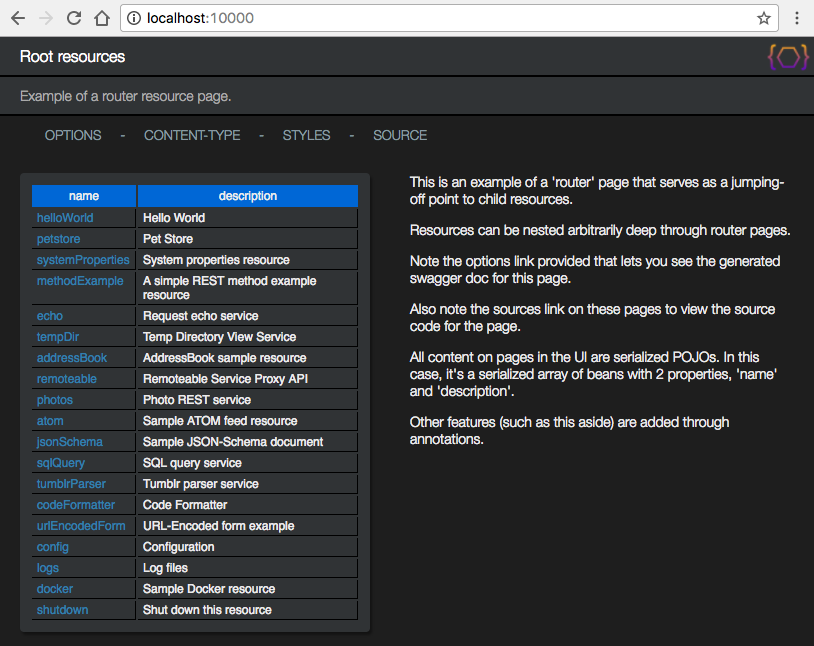 localhost:10000
Root resources
Example of a router resource page.
OPTIONS - CONTENT-TYPE - STYLES - SOURCE
name description
helloWorld Hello World
petstore Pet Store
systemProperties System properties resource
methodExample A simple REST method example
resource
echo Request echo service
tempDir Temp Directory View Service
addressBook AddressBook sample resource
remoteable Remoteable Service Proxy API
photos Photo REST service
atom Sample ATOM feed resource
jsonSchema Sample JSON-Schema document
sqlQuery SQL query service
tumblrParser Tumblr parser service
codeFormatter Code Formatter
urlEncodedForm URL-Encoded form example
config Configuration
logs Log files
docker Sample Docker resource
shutdown Shut down this resource
This is an example of a 'router' page that serves as a jumping-
off point to child resources.
Resources can be nested arbitrarily deep through router pages.
Note the options link provided that lets you see the generated
swagger doc for this page.
Also note the sources link on these pages to view the source
code for the page.
All content on pages in the UI are serialized POJOs. In this
case, it's a serialized array of beans with 2 properties, 'name'
and 'description'.
Other features (such as this aside) are added through
annotations.